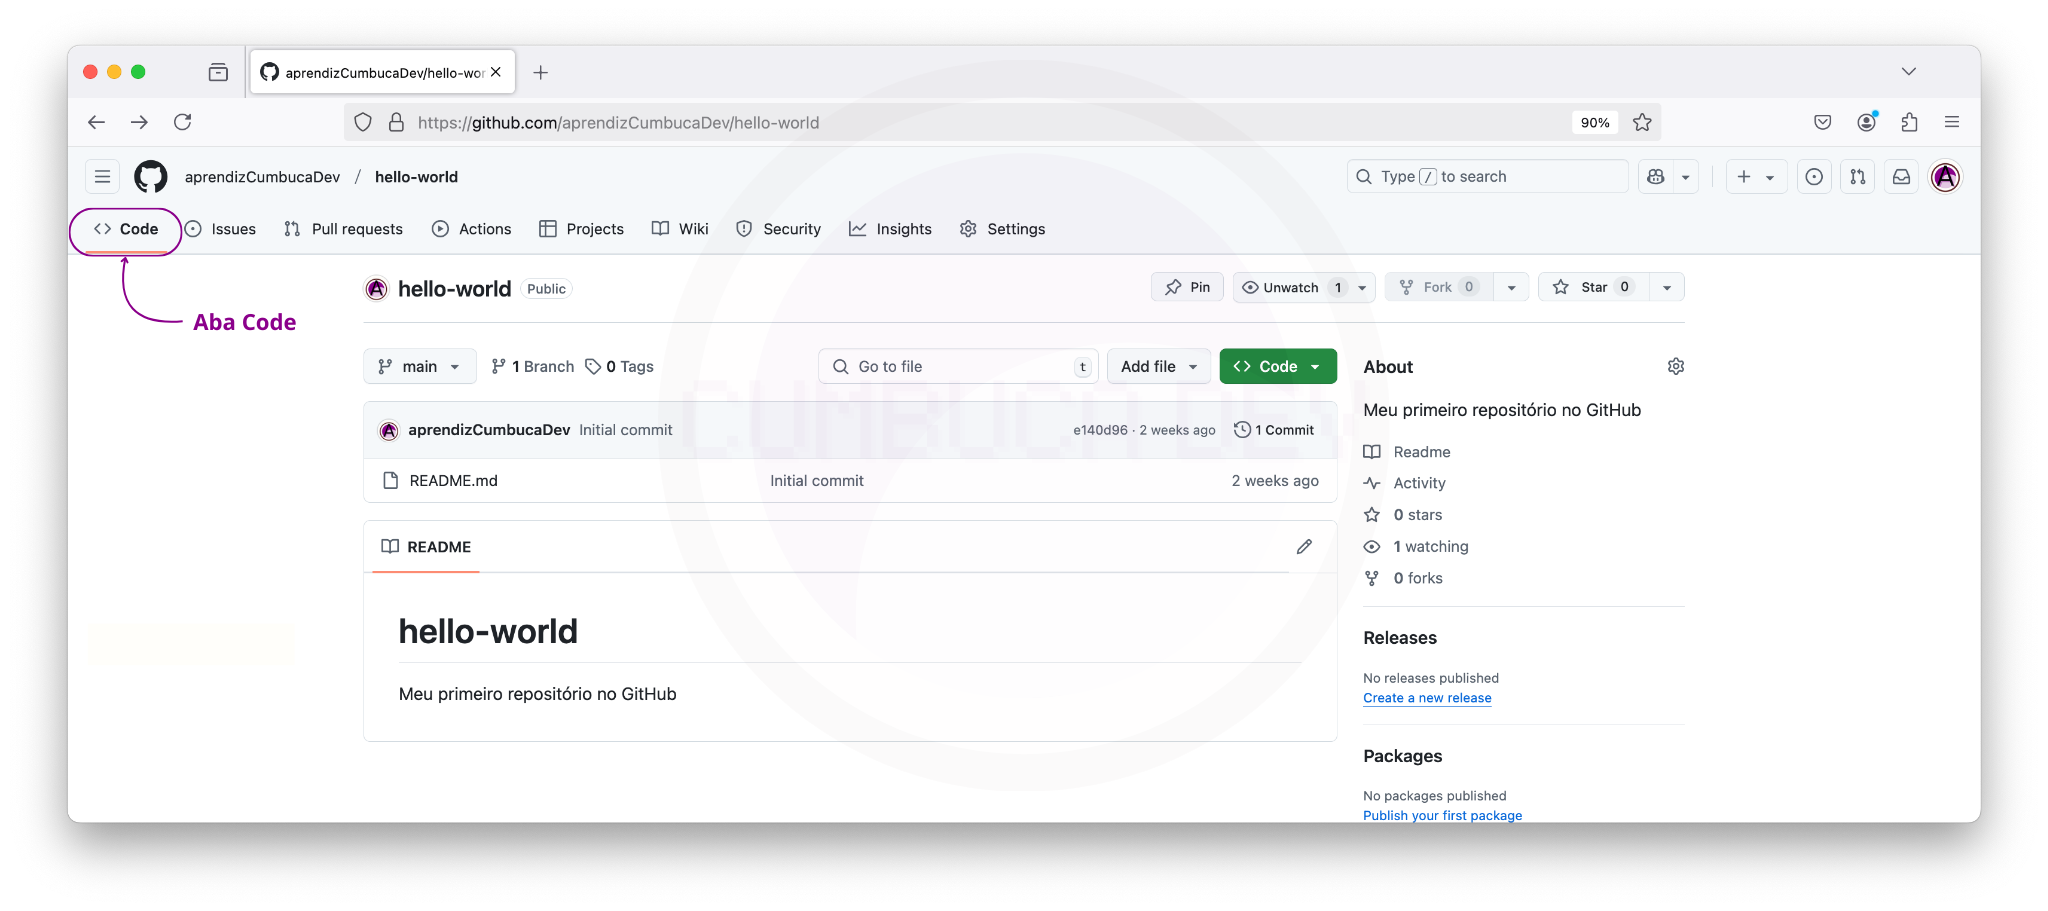 aprendizCumbucaDev/hello-wor
https://github.com/aprendizCumbucaDev/hello-world
90%
aprendizCumbucaDev / hello-world
Type / to search
Code Issues Pull requests Actions Projects Wiki Security Insights Settings
Aba Code
hello-world Public
Pin Unwatch 1 Fork 0 Star 0
main 1 Branch 0 Tags
Go to file t Add file Code
aprendizCumbucaDev Initial commit e140d96 · 2 weeks ago 1 Commit
README.md Initial commit 2 weeks ago
README
hello-world
Meu primeiro repositório no GitHub
About
Meu primeiro repositório no GitHub
Readme
Activity
0 stars
1 watching
0 forks
Releases
No releases published
Create a new release
Packages
No packages published
Publish your first package
CUMBUCA DEV